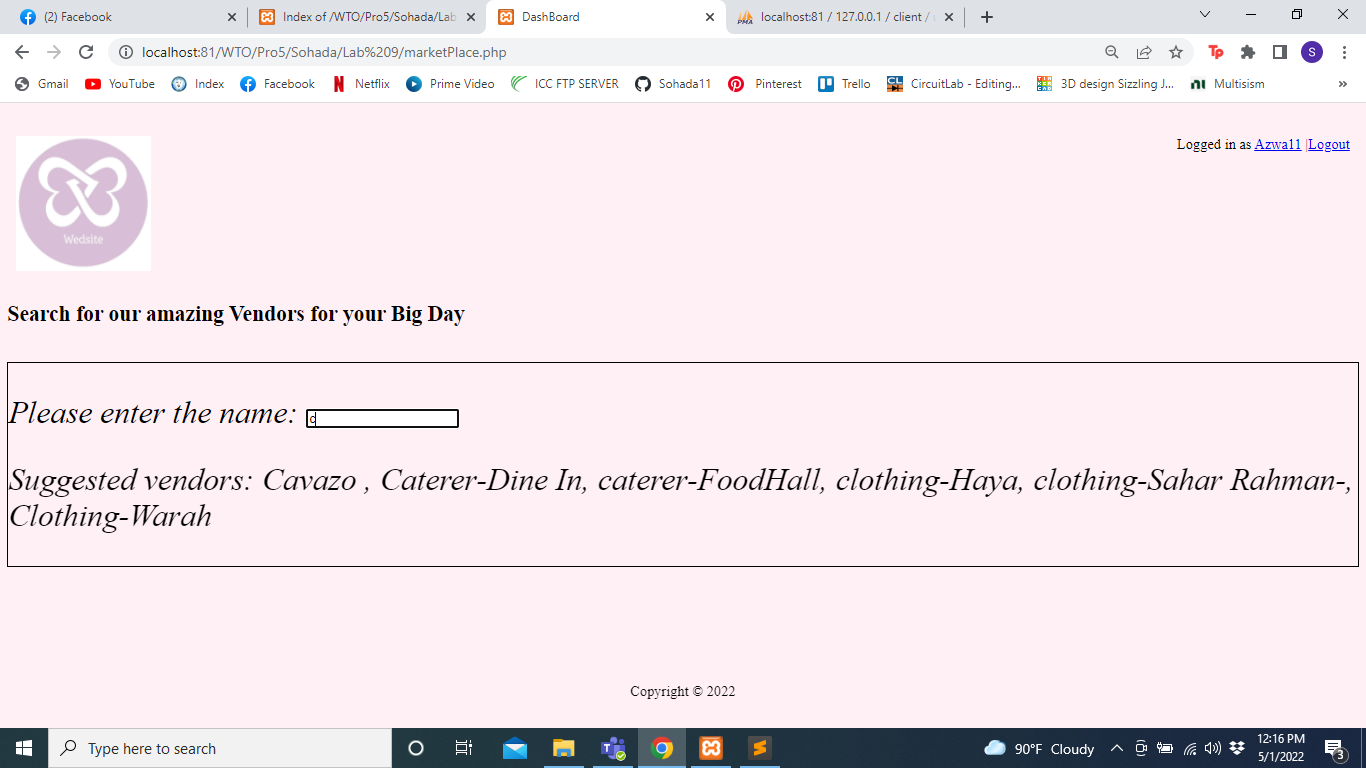 (2) Facebook
Index of /WTO/Pro5/Sohada/Lab
DashBoard
localhost:81 / 127.0.0.1 / client /
localhost:81/WTO/Pro5/Sohada/Lab%209/marketPlace.php
Tp
S
Gmail
YouTube
Index
Facebook
Netflix
Prime Video
ICC FTP SERVER
Sohada11
Pinterest
Trello
CircuitLab - Editing...
3D design Sizzling J...
Multisism
»
Wedsite
Logged in as Azwa11 |Logout
Search for our amazing Vendors for your Big Day
Please enter the name: c
Suggested vendors: Cavazo , Caterer-Dine In, caterer-FoodHall, clothing-Haya, clothing-Sahar Rahman-,
Clothing-Warah
Copyright © 2022
Type here to search
90°F Cloudy
12:16 PM
5/1/2022
3